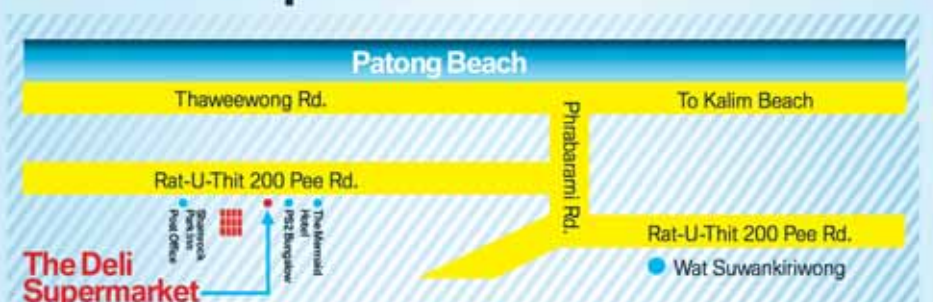 Patong Beach
Thaweewong Rd.
To Kalim Beach
Phrabarami Rd.
Rat-U-Thit 200 Pee Rd.
Rat-U-Thit 200 Pee Rd.
Wat Suwankiriwong
Shamrock
Park Inn
Post Office
PS2 Bungalow
The Mermaid
Hotel
The Deli
Supermarket